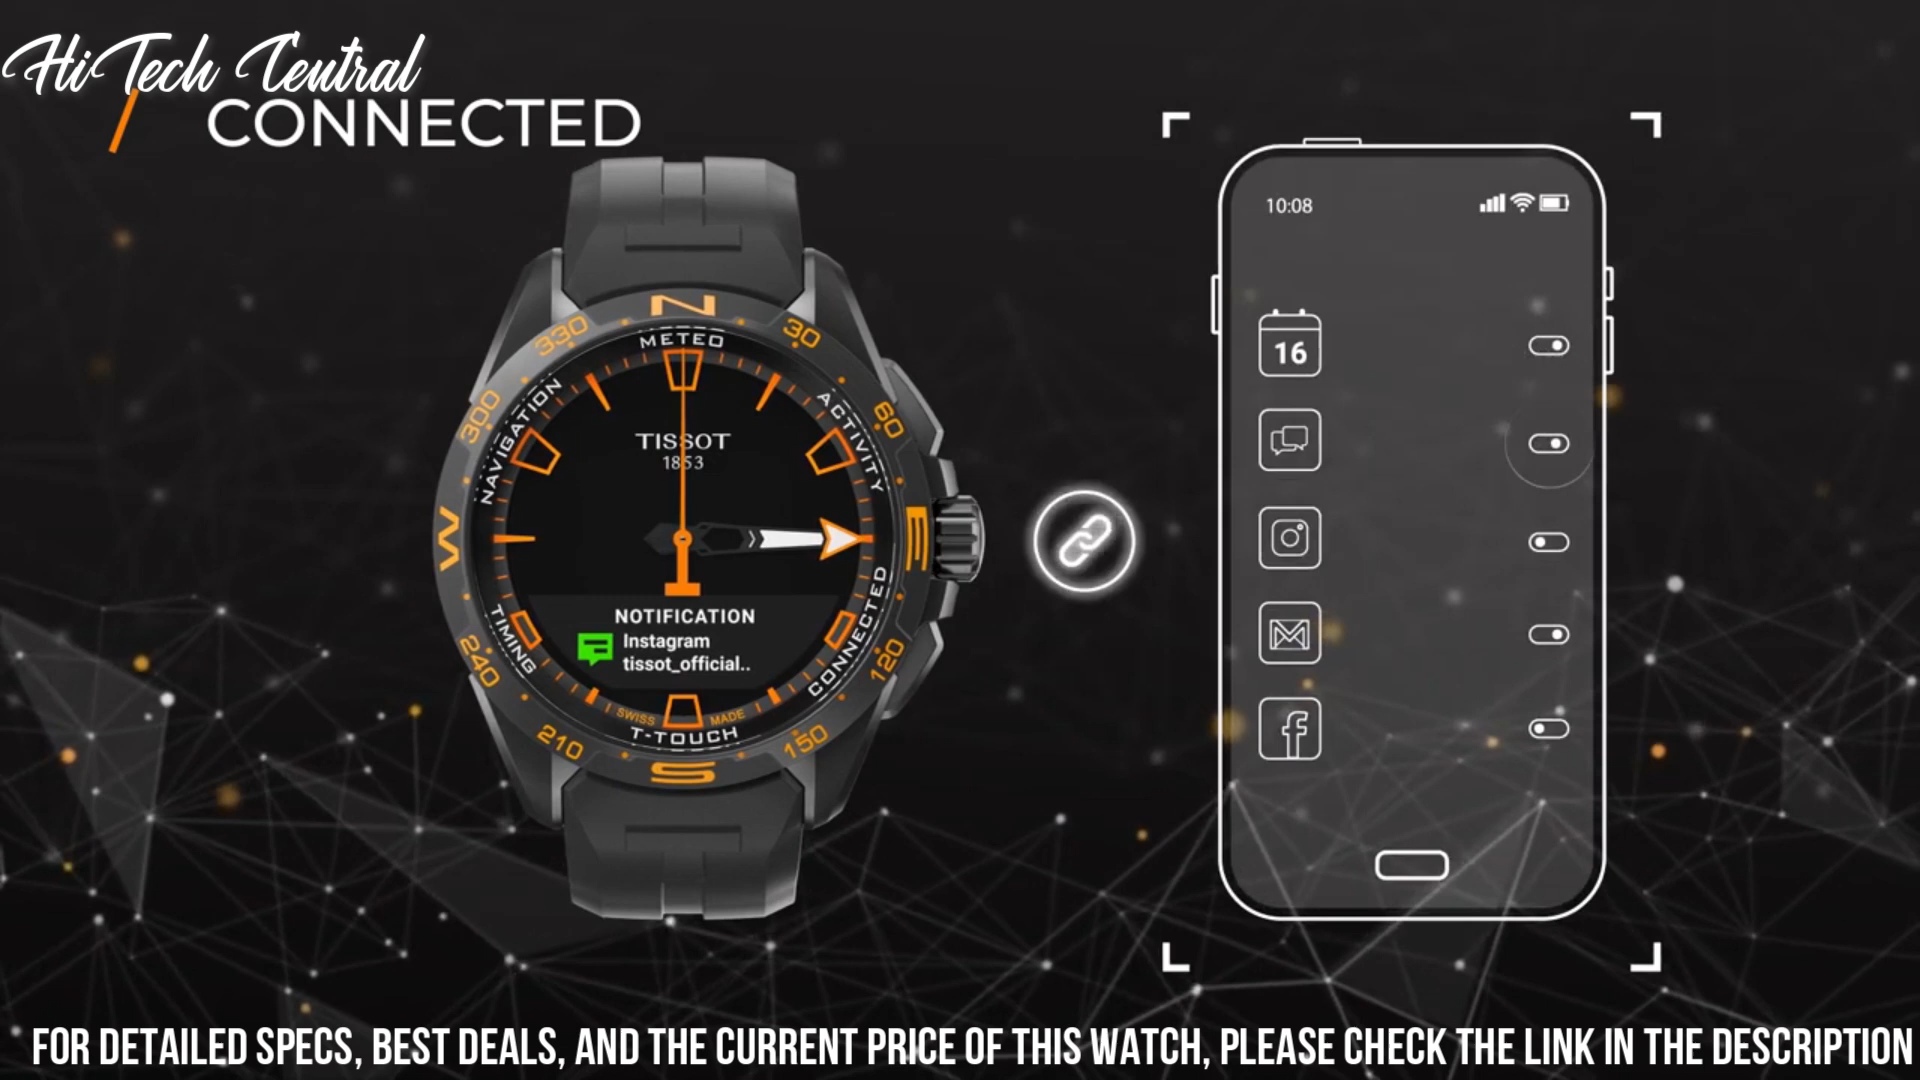 HiTech Central
CONNECTED
10:08
16
N
30
60
E
120
150
S
210
240
W
300
330
METEO
ACTIVITY
CONNECTED
T-TOUCH
TIMING
NAVIGATION
TISSOT
1853
NOTIFICATION
Instagram
tissot_official..
SWISS MADE
FOR DETAILED SPECS, BEST DEALS, AND THE CURRENT PRICE OF THIS WATCH, PLEASE CHECK THE LINK IN THE DESCRIPTION